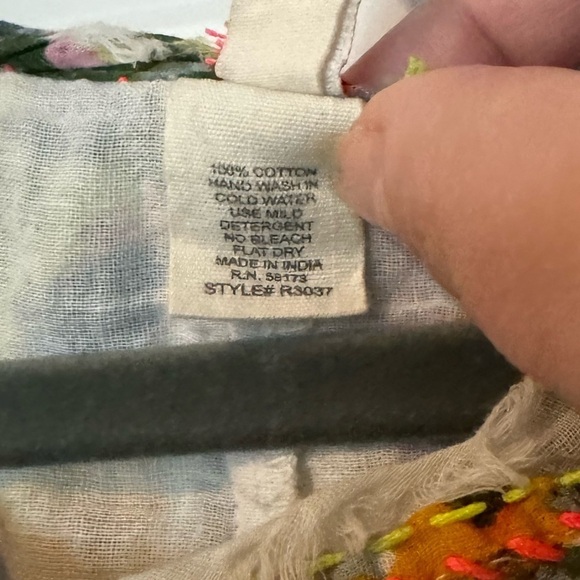 100% COTTON
HAND WASH IN
COLD WATER
USE MILD
DETERGENT
NO BLEACH
FLAT DRY
MADE IN INDIA
R.N. 58173
STYLE# R3037